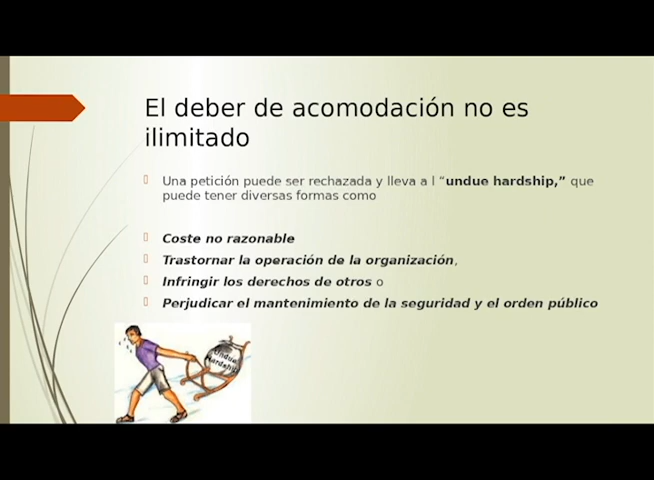 El deber de acomodación no es
ilimitado
Una petición puede ser rechazada y lleva a l “undue hardship,” que
puede tener diversas formas como
Coste no razonable
Trastornar la operación de la organización,
Infringir los derechos de otros o
Perjudicar el mantenimiento de la seguridad y el orden público
Undue
Hardship